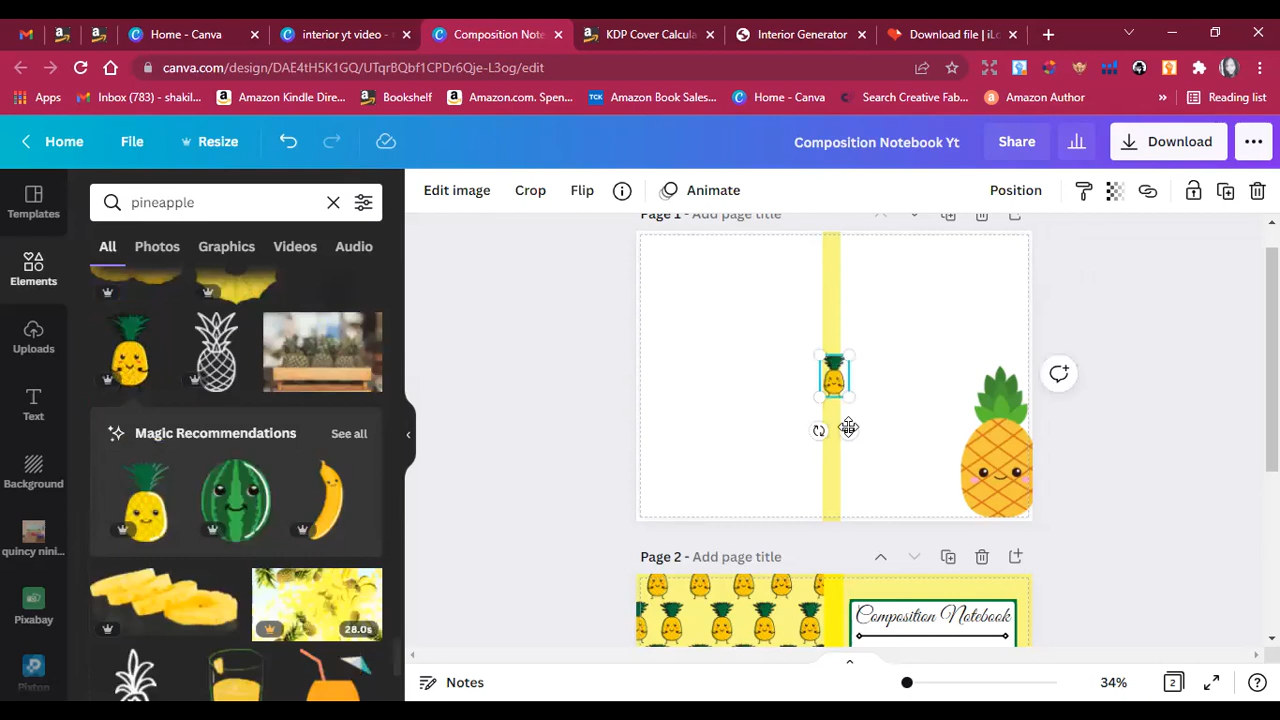 Home - Canva
interior yt video -
Composition Note
KDP Cover Calcula
Interior Generator
Download file | iLo
canva.com/design/DAE4tH5K1GQ/UTqrBQbf1CPDr6Qje-L3og/edit
Apps
Inbox (783) - shakil...
Amazon Kindle Dire...
Bookshelf
Amazon.com. Spen...
TCK
Amazon Book Sales...
Home - Canva
Search Creative Fab...
Amazon Author
Reading list
Home
File
Resize
Composition Notebook Yt
Share
Download
Templates
Elements
Uploads
Text
Background
quincy nini...
Pixabay
Pixton
pineapple
All
Photos
Graphics
Videos
Audio
Magic Recommendations
See all
28.0s
Edit image
Crop
Flip
Animate
Position
Page 1 - Add page title
Page 2 - Add page title
Composition Notebook
Notes
34%
2